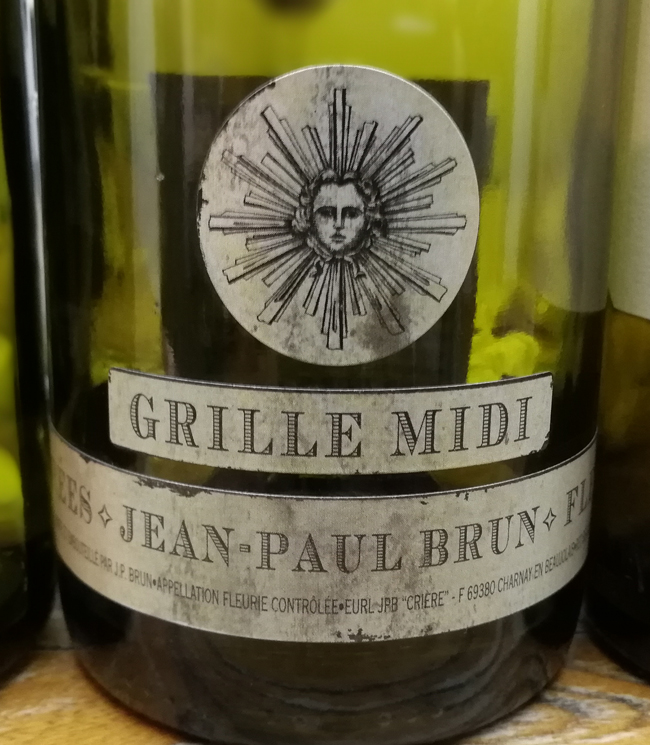 GRILLE MIDI
JEAN-PAUL BRUN
PAR J.P. BRUN•APPELLATION FLEURIE CONTRÔLÉE•EURL JPB "CRIÈRE" - F 69380 CHARNAY EN BEAUJOLAIS